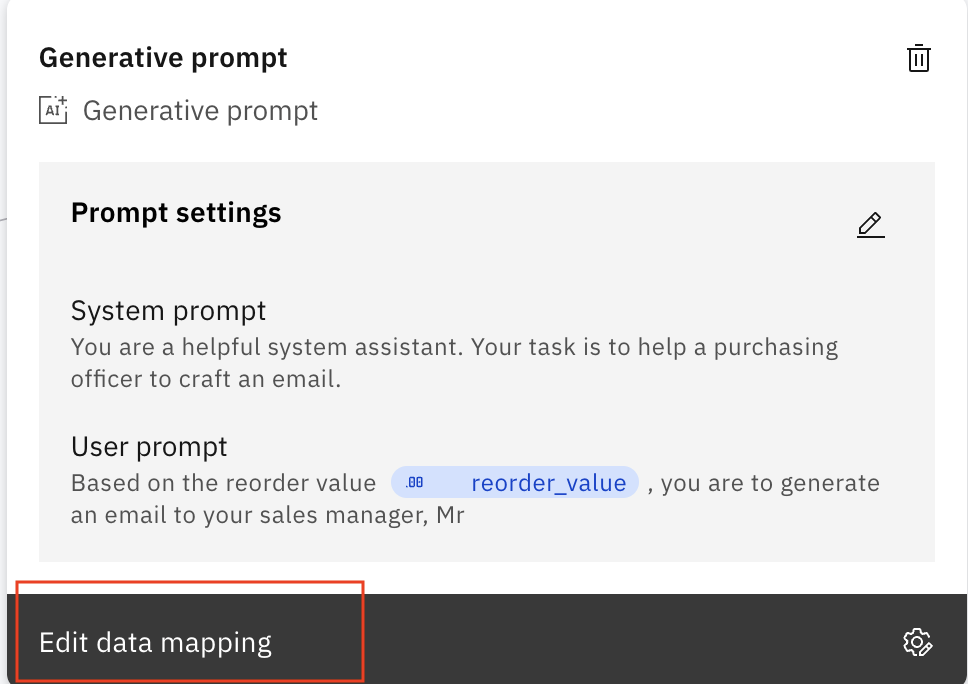 Generative prompt
AI Generative prompt
Prompt settings
System prompt
You are a helpful system assistant. Your task is to help a purchasing
officer to craft an email.
User prompt
Based on the reorder value .00 reorder_value , you are to generate
an email to your sales manager, Mr
Edit data mapping